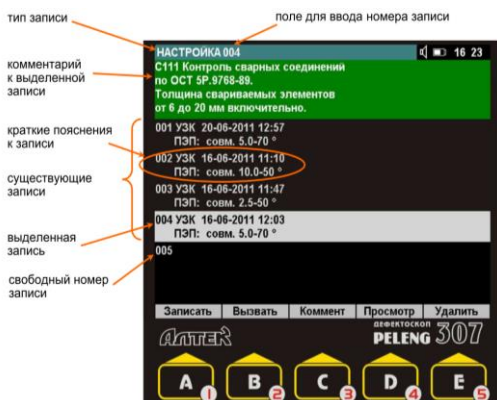 тип записи
поле для ввода номера записи
НАСТРОЙКА 004
16 23
комментарий
к выделенной
записи
С111 Контроль сварных соединений
по ОСТ 5Р.9768-89.
Толщина свариваемых элементов
от 6 до 20 мм включительно.
краткие пояснения
к записи
существующие
записи
001 УЗК 20-06-2011 12:57
ПЭП: совм. 5.0-70 °
002 УЗК 16-06-2011 11:10
ПЭП: совм. 10.0-50 °
003 УЗК 16-06-2011 11:47
ПЭП: совм. 2.5-50 °
выделенная
запись
004 УЗК 16-06-2011 12:03
ПЭП: совм. 5.0-70 °
свободный номер
записи
005
Записать Вызвать Коммент Просмотр Удалить
АЛТЕК
ДЕФЕКТОСКОП
PELENG 307
A 1 B 2 C 3 D 4 E 5